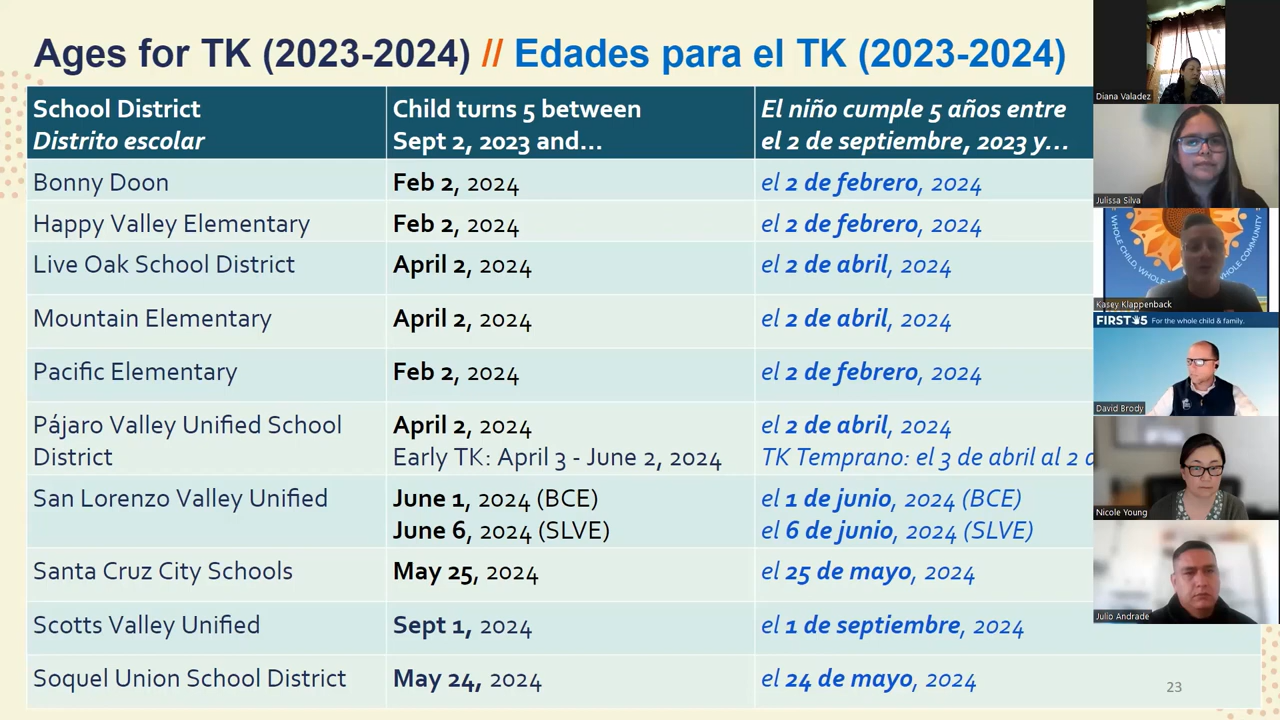 Ages for TK (2023-2024) // Edades para el TK (2023-2024)
School District
Distrito escolar
Child turns 5 between
Sept 2, 2023 and...
El niño cumple 5 años entre
el 2 de septiembre, 2023 y...
Bonny Doon
Feb 2, 2024
el 2 de febrero, 2024
Happy Valley Elementary
Feb 2, 2024
el 2 de febrero, 2024
Live Oak School District
April 2, 2024
el 2 de abril, 2024
Mountain Elementary
April 2, 2024
el 2 de abril, 2024
Pacific Elementary
Feb 2, 2024
el 2 de febrero, 2024
Pájaro Valley Unified School
District
April 2, 2024
Early TK: April 3 - June 2, 2024
el 2 de abril, 2024
TK Temprano: el 3 de abril al 2
San Lorenzo Valley Unified
June 1, 2024 (BCE)
June 6, 2024 (SLVE)
el 1 de junio, 2024 (BCE)
el 6 de junio, 2024 (SLVE)
Santa Cruz City Schools
May 25, 2024
el 25 de mayo, 2024
Scotts Valley Unified
Sept 1, 2024
el 1 de septiembre, 2024
Soquel Union School District
May 24, 2024
el 24 de mayo, 2024
23
Diana Valadez
Julissa Silva
WHOLE CHILD, WHOLE
WHOLE COMMUNITY
Kasey Klappenback
FIRST 5 For the whole child & family.
David Brody
Nicole Young
Julio Andrade